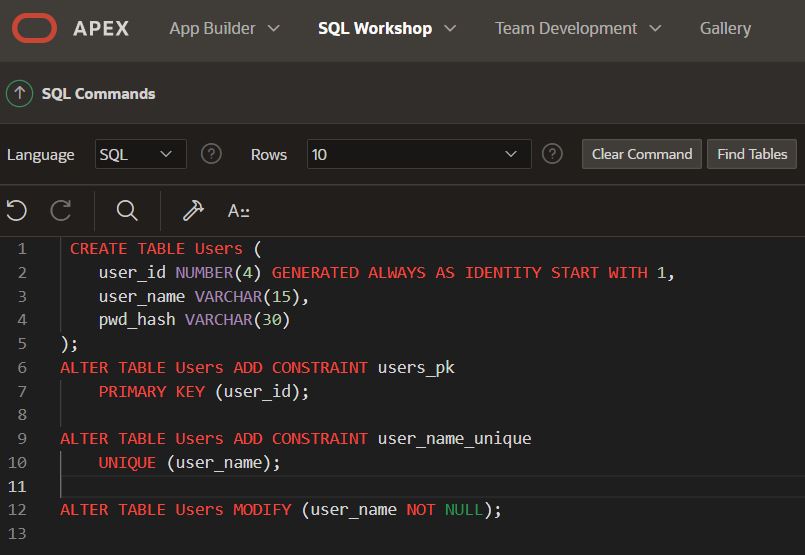 APEX App Builder SQL Workshop Team Development Gallery
SQL Commands
Language SQL ? Rows 10 ? Clear Command Find Tables
A::
1 CREATE TABLE Users (
2 user_id NUMBER(4) GENERATED ALWAYS AS IDENTITY START WITH 1,
3 user_name VARCHAR(15),
4 pwd_hash VARCHAR(30)
5 );
6 ALTER TABLE Users ADD CONSTRAINT users_pk
7 PRIMARY KEY (user_id);
8
9 ALTER TABLE Users ADD CONSTRAINT user_name_unique
10 UNIQUE (user_name);
11
12 ALTER TABLE Users MODIFY (user_name NOT NULL);
13